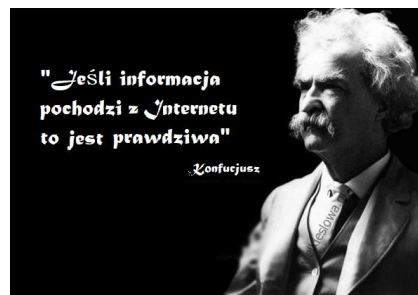 "Jeśli informacja
pochodzi z Internetu
to jest prawdziwa"
Konfucjusz